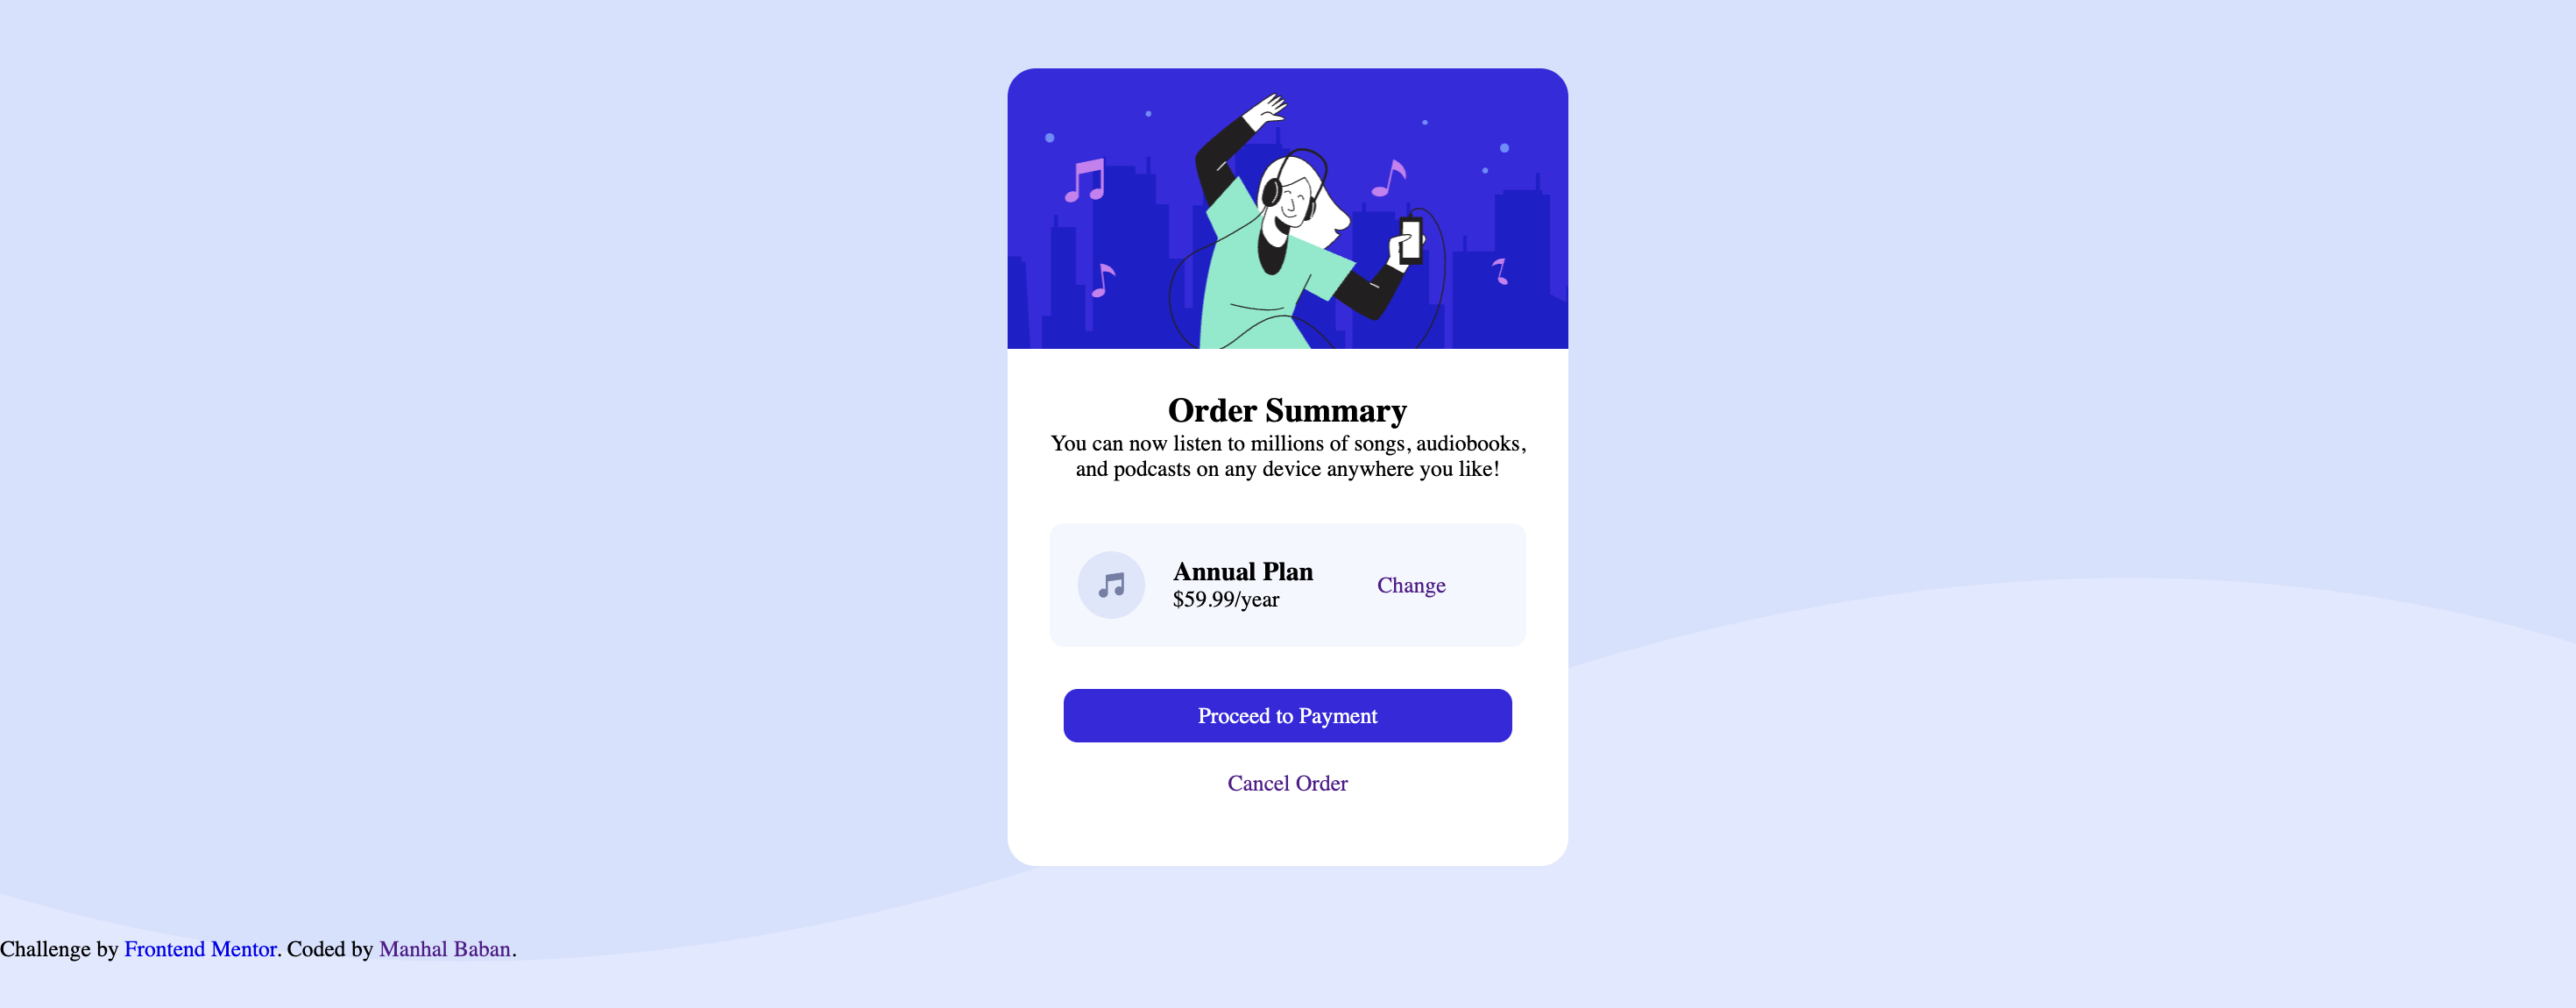 Order Summary
You can now listen to millions of songs, audiobooks,
and podcasts on any device anywhere you like!
Annual Plan
$59.99/year
Change
Proceed to Payment
Cancel Order
Challenge by Frontend Mentor. Coded by Manhal Baban.